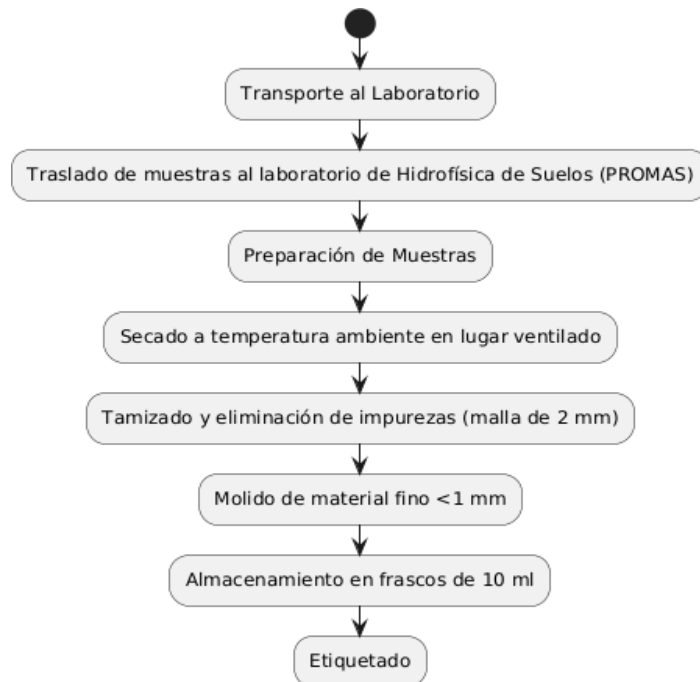 Transporte al Laboratorio
Traslado de muestras al laboratorio de Hidrofísica de Suelos (PROMAS)
Preparación de Muestras
Secado a temperatura ambiente en lugar ventilado
Tamizado y eliminación de impurezas (malla de 2 mm)
Molido de material fino <1 mm
Almacenamiento en frascos de 10 ml
Etiquetado